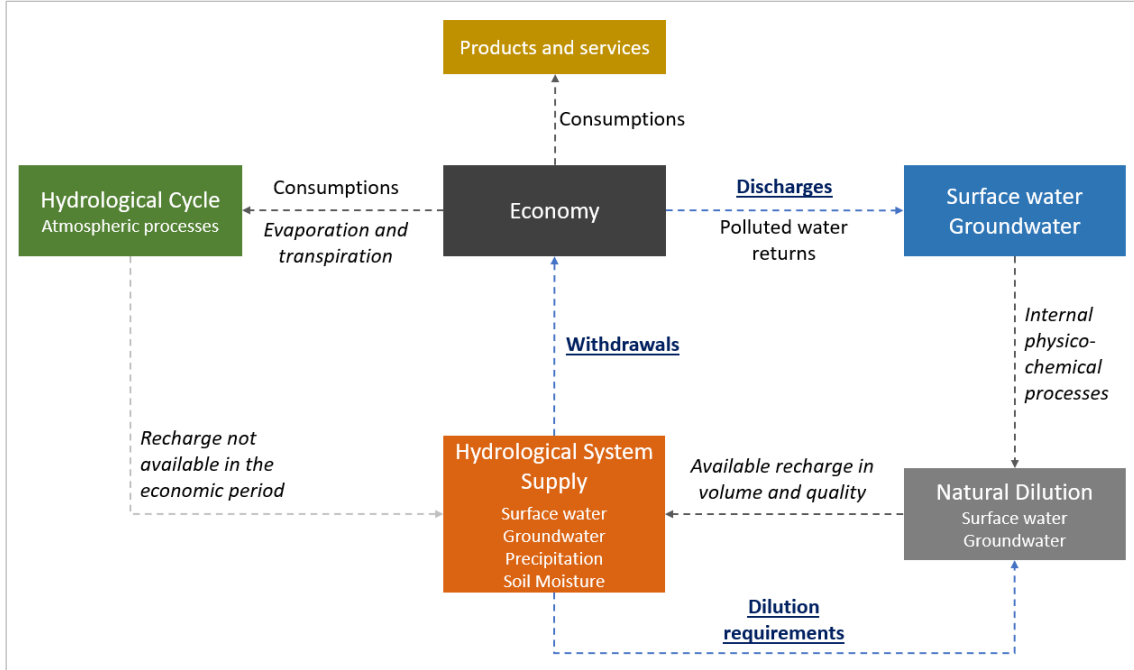 Products and services
Consumptions
Hydrological Cycle
Atmospheric processes
Consumptions
Evaporation and
transpiration
Economy
Discharges
Polluted water
returns
Surface water
Groundwater
Withdrawals
Internal
physico-
chemical
processes
Recharge not
available in the
economic period
Hydrological System
Supply
Surface water
Groundwater
Precipitation
Soil Moisture
Available recharge in
volume and quality
Natural Dilution
Surface water
Groundwater
Dilution
requirements